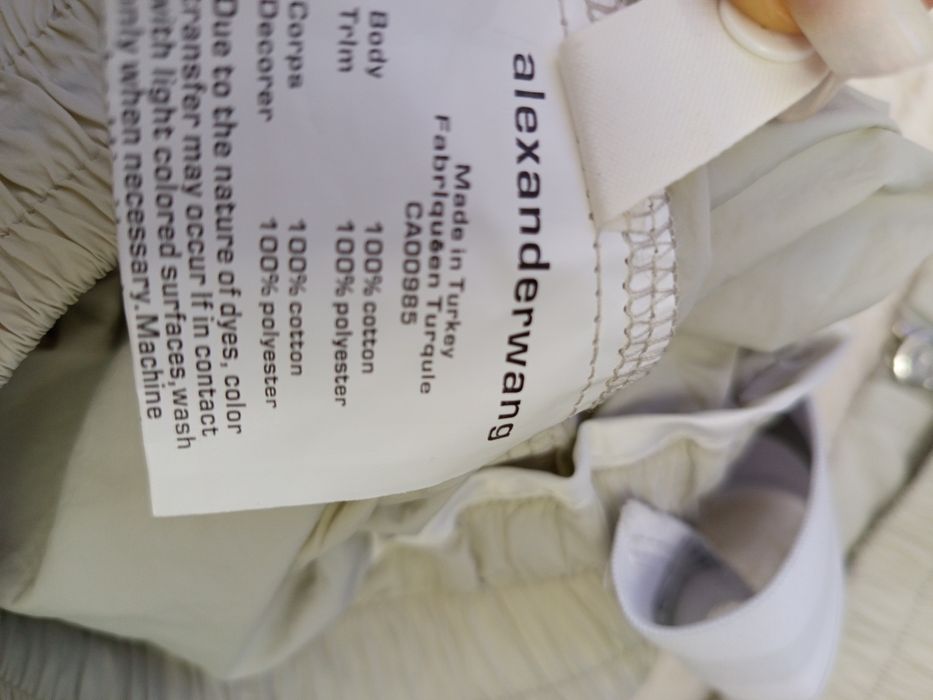 alexanderwang
Made in Turkey
Fabriquéen Turquie
CA00985
Body 100% cotton
Trim 100% polyester
Corps 100% cotton
Decorer 100% polyester
Due to the nature of dyes, color
transfer may occur if in contact
with light colored surfaces, wash
only when necessary. Machine